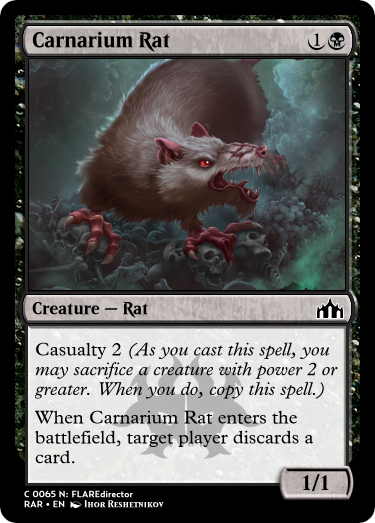 Carnarium Rat 1
Creature — Rat
Casualty 2 (As you cast this spell, you
may sacrifice a creature with power 2 or
greater. When you do, copy this spell.)
When Carnarium Rat enters the
battlefield, target player discards a
card.
1/1
C 0065 N: FLAREdirector
RAR • EN Ihor Reshetnikov